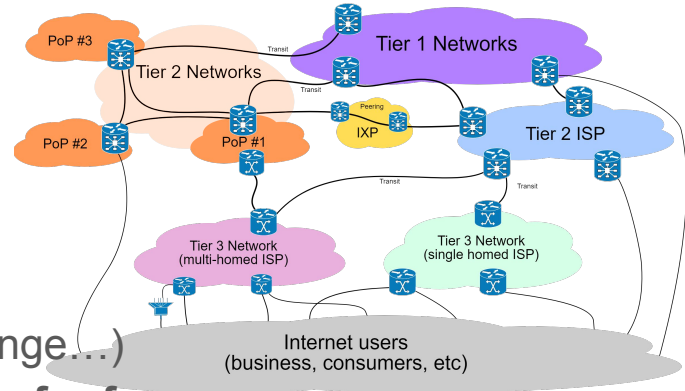 PoP #3
Transit
Tier 1 Networks
Tier 2 Networks
Transit
Peering
IXP
PoP #2
PoP #1
Tier 2 ISP
Transit
Transit
Tier 3 Network
(multi-homed ISP)
Tier 3 Network
(single homed ISP)
nge…)
Internet users
(business, consumers, etc)